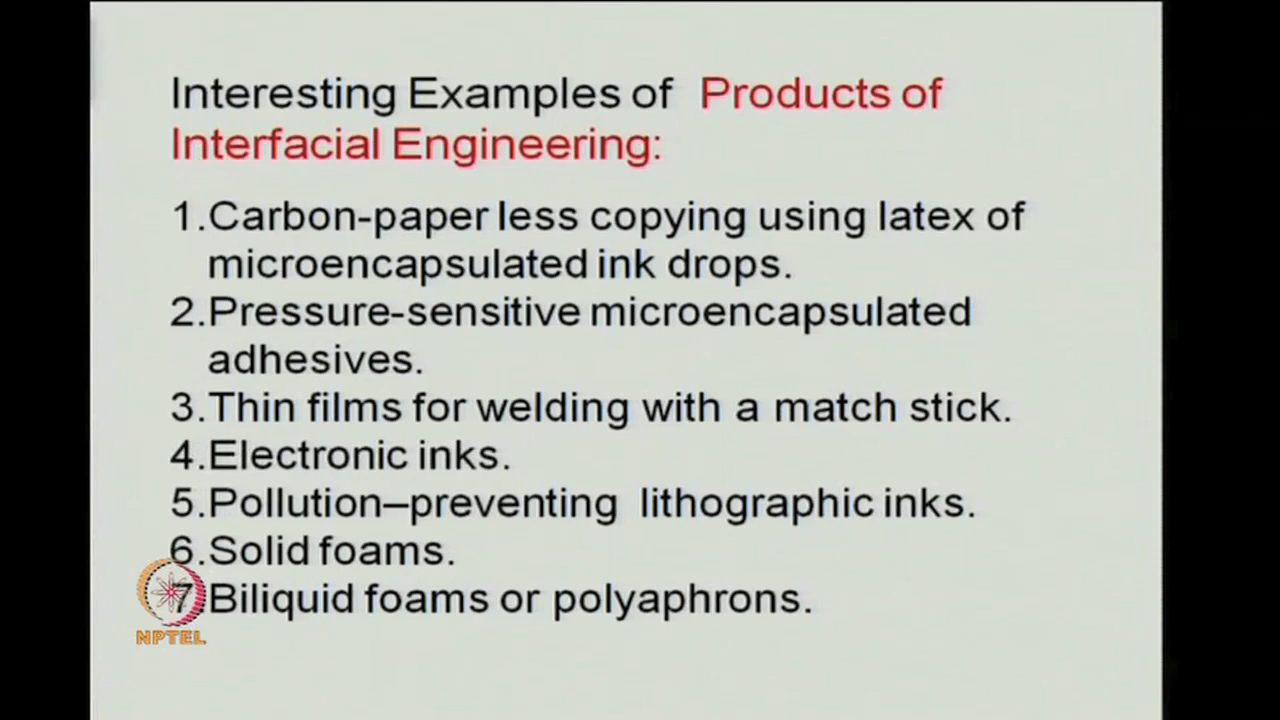 Interesting Examples of Products of
Interfacial Engineering:
1.Carbon-paper less copying using latex of
microencapsulated ink drops.
2.Pressure-sensitive microencapsulated
adhesives.
3.Thin films for welding with a match stick.
4.Electronic inks.
5.Pollution–preventing lithographic inks.
6.Solid foams.
7.Biliquid foams or polyaphrons.
NPTEL